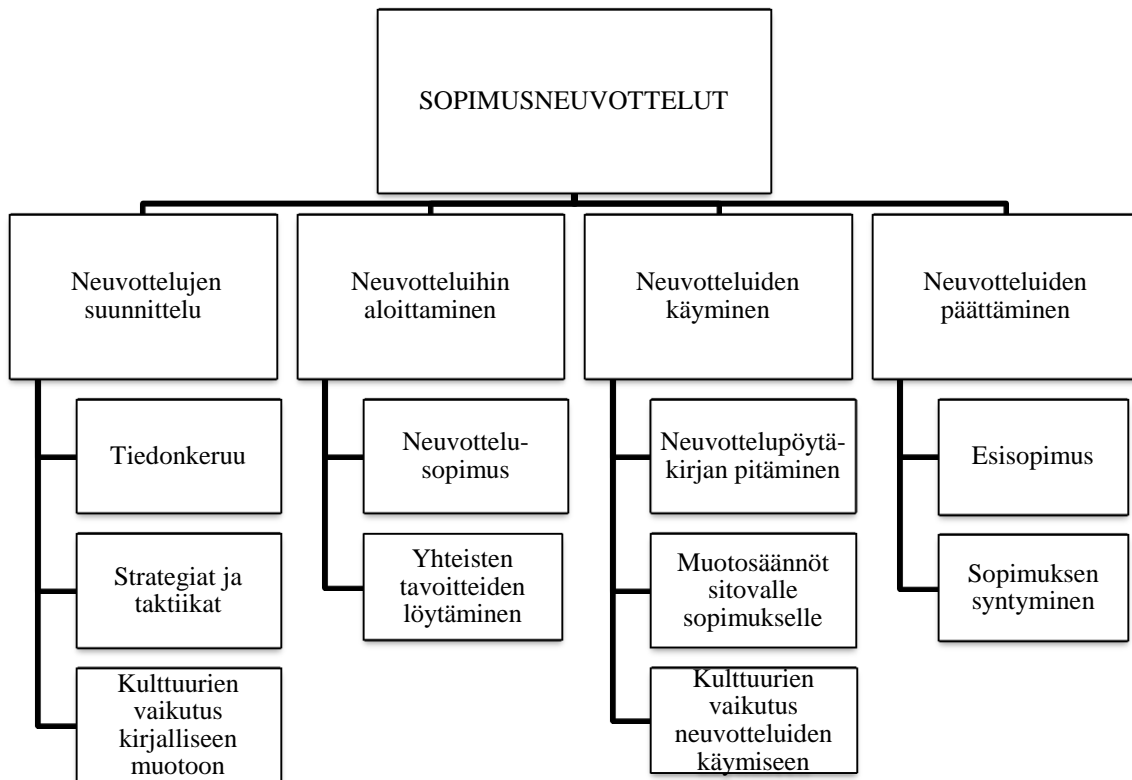 SOPIMUSNEUVOTTELUT
Neuvottelujen
suunnittelu
Tiedonkeruu
Strategiat ja
taktiikat
Kulttuurien
vaikutus
kirjalliseen
muotoon
Neuvotteluihin
aloittaminen
Neuvottelu-
sopimus
Yhteisten
tavoitteiden
löytäminen
Neuvotteluiden
käyminen
Neuvottelupöytä-
kirjan pitäminen
Muotosäännöt
sitovalle
sopimukselle
Kulttuurien
vaikutus
neuvotteluiden
käymiseen
Neuvotteluiden
päättäminen
Esisopimus
Sopimuksen
syntyminen